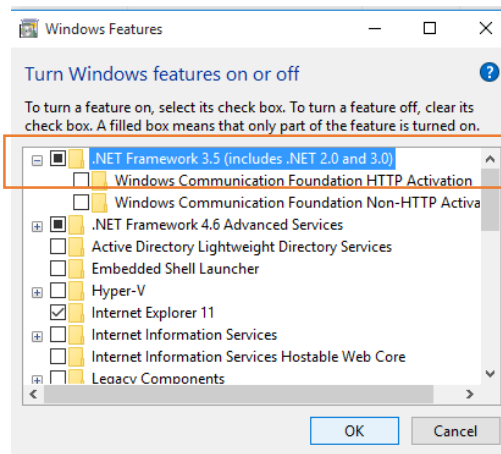 Windows Features
Turn Windows features on or off
To turn a feature on, select its check box. To turn a feature off, clear its
check box. A filled box means that only part of the feature is turned on.
.NET Framework 3.5 (includes .NET 2.0 and 3.0)
Windows Communication Foundation HTTP Activation
Windows Communication Foundation Non-HTTP Activa
.NET Framework 4.6 Advanced Services
Active Directory Lightweight Directory Services
Embedded Shell Launcher
Hyper-V
Internet Explorer 11
Internet Information Services
Internet Information Services Hostable Web Core
Legacy Components
OK
Cancel